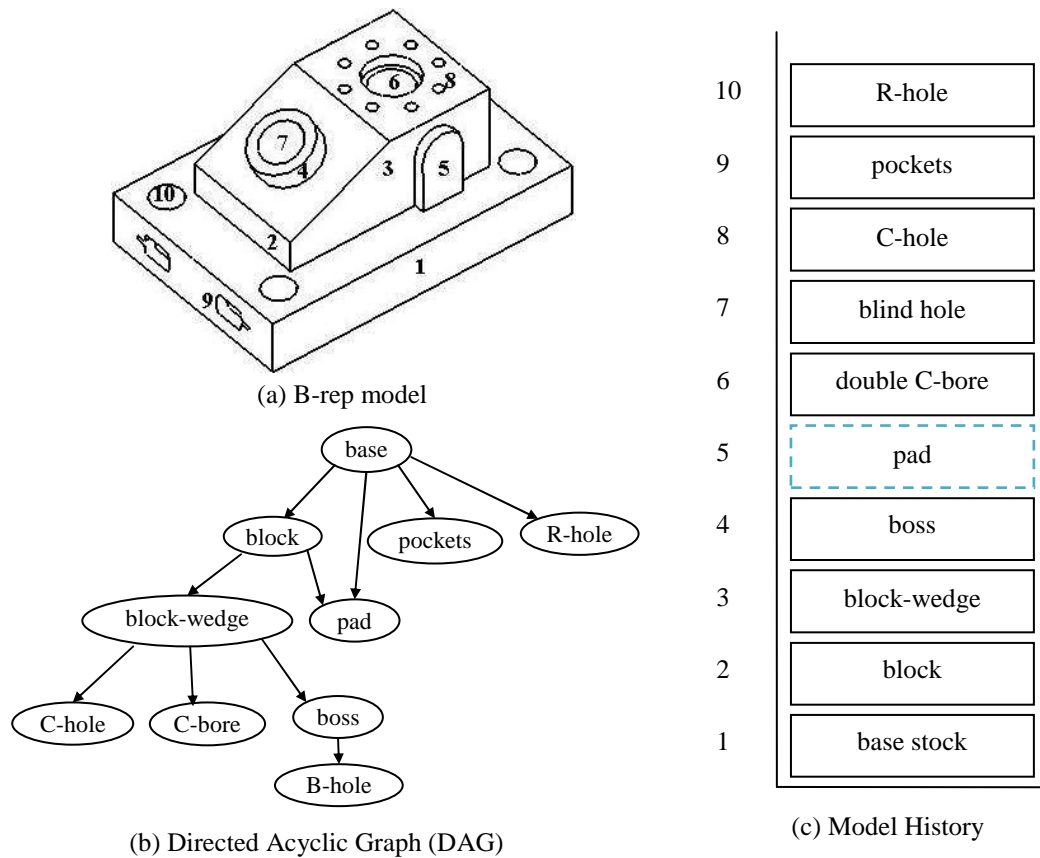 6
8
7
4
3
5
10
2
1
9
(a) B-rep model
base
block
pockets
R-hole
block-wedge
pad
C-hole
C-bore
boss
B-hole
(b) Directed Acyclic Graph (DAG)
10 R-hole
9 pockets
8 C-hole
7 blind hole
6 double C-bore
5 pad
4 boss
3 block-wedge
2 block
1 base stock
(c) Model History